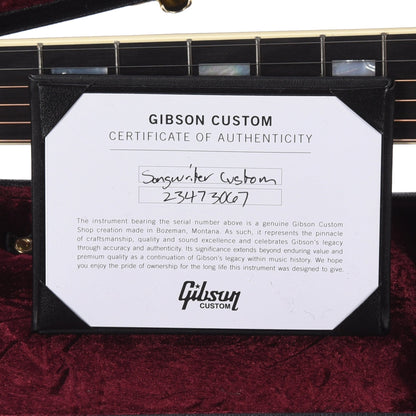 GIBSON CUSTOM
CERTIFICATE OF AUTHENTICITY
Songwriter Custom
23473067
The instrument bearing the serial number above is a genuine Gibson Custom
Shop creation made in Bozeman, Montana. As such, it represents the pinnacle
of craftsmanship, quality and sound excellence and celebrates Gibson's legacy
through accuracy and authenticity. Its significance extends beyond enduring value and
premium quality as a continuation of Gibson's legacy within music history. We hope
you enjoy the pride of ownership for the long life this instrument was designed to give.
Gibson
CUSTOM